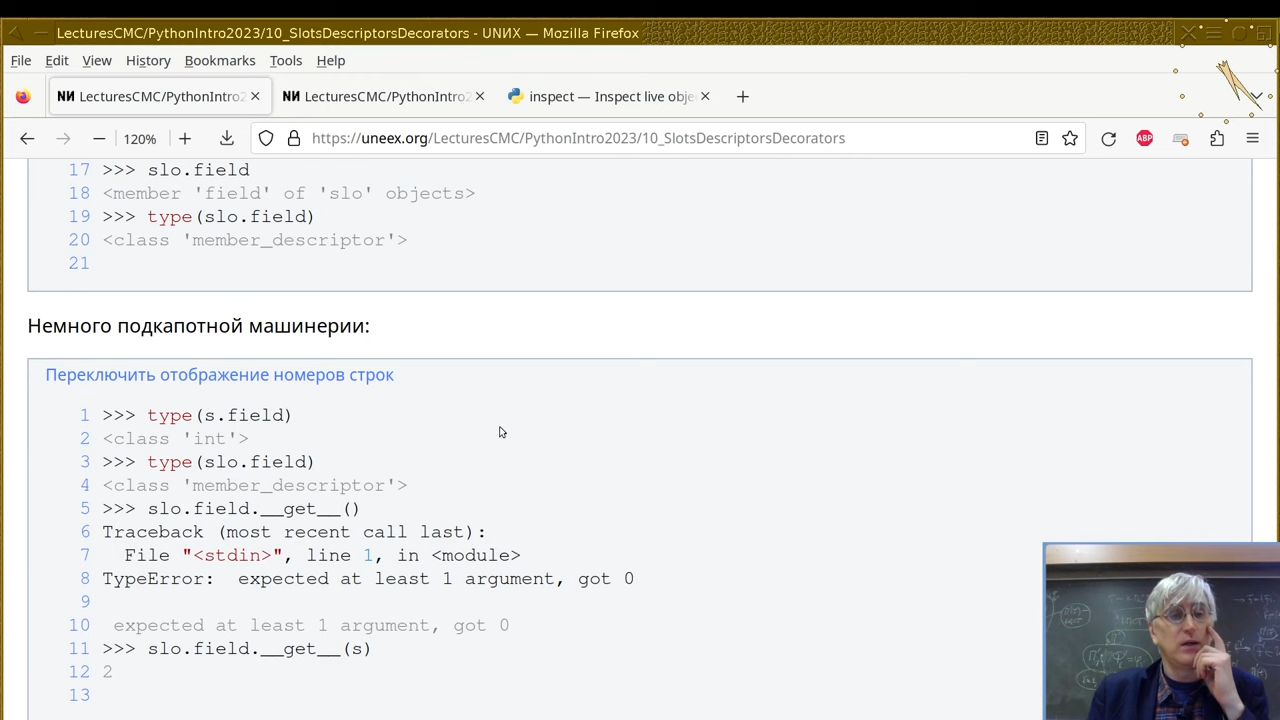 LecturesCMC/PythonIntro2023/10_SlotsDescriptorsDecorators - UNИX — Mozilla Firefox
File Edit View History Bookmarks Tools Help
LecturesCMC/PythonIntro2 LecturesCMC/PythonIntro2 inspect — Inspect live obje
120% https://uneex.org/LecturesCMC/PythonIntro2023/10_SlotsDescriptorsDecorators ABP
17 >>> slo.field
18 <member 'field' of 'slo' objects>
19 >>> type(slo.field)
20 <class 'member_descriptor'>
21
Немного подкапотной машинерии:
Переключить отображение номеров строк
1 >>> type(s.field)
2 <class 'int'>
3 >>> type(slo.field)
4 <class 'member_descriptor'>
5 >>> slo.field.__get__()
6 Traceback (most recent call last):
7 File "<stdin>", line 1, in <module>
8 TypeError: expected at least 1 argument, got 0
9
10 expected at least 1 argument, got 0
11 >>> slo.field.__get__(s)
12 2
13